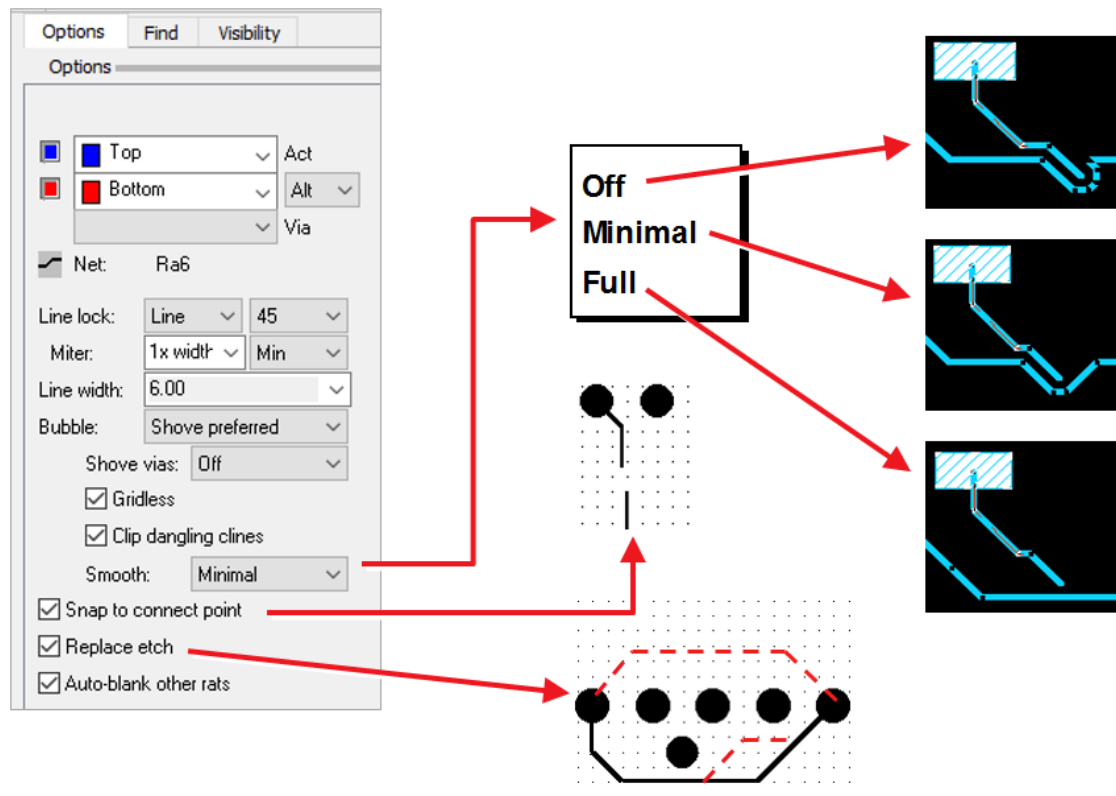 Options Find Visibility
Options
Top Act
Bottom Alt
Via
Net: Ra6
Line lock: Line 45
Miter: 1x width Min
Line width: 6.00
Bubble: Shove preferred
Shove vias: Off
Gridless
Clip dangling clines
Smooth: Minimal
Snap to connect point
Replace etch
Auto-blank other rats
Off
Minimal
Full